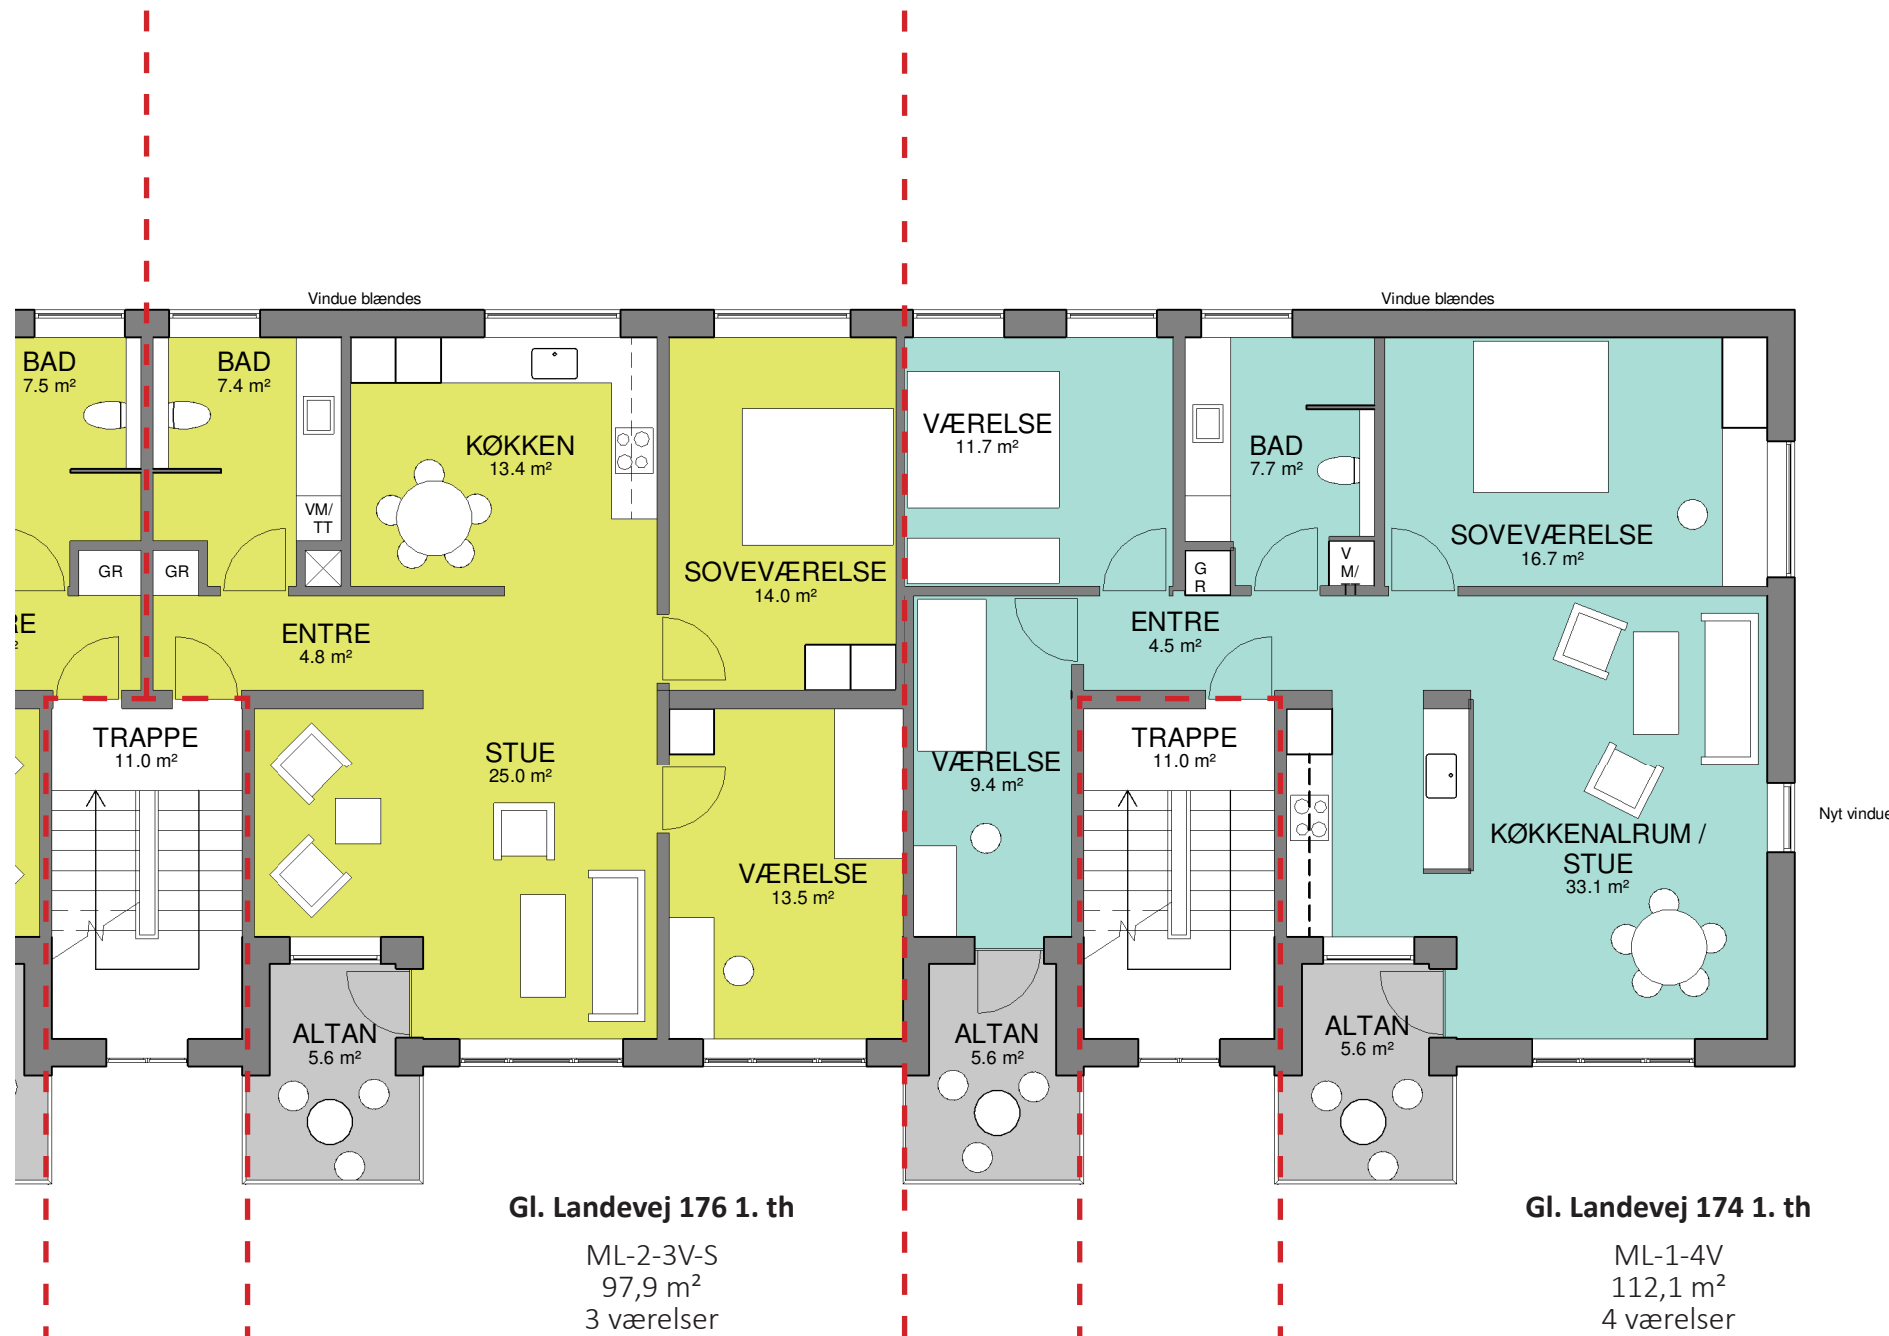 Vindue blændes
Vindue blændes
BAD
7.5 m²
BAD
7.4 m²
KØKKEN
13.4 m²
VM/
TT
GR
GR
SOVEVÆRELSE
14.0 m²
VÆRELSE
11.7 m²
BAD
7.7 m²
G
R
V
M/
TT
SOVEVÆRELSE
16.7 m²
RE
ENTRE
4.8 m²
ENTRE
4.5 m²
TRAPPE
11.0 m²
STUE
25.0 m²
VÆRELSE
13.5 m²
VÆRELSE
9.4 m²
TRAPPE
11.0 m²
KØKKENALRUM /
STUE
33.1 m²
Nyt vindue
ALTAN
5.6 m²
ALTAN
5.6 m²
ALTAN
5.6 m²
Gl. Landevej 176 1. th
ML-2-3V-S
97,9 m²
3 værelser
Gl. Landevej 174 1. th
ML-1-4V
112,1 m²
4 værelser